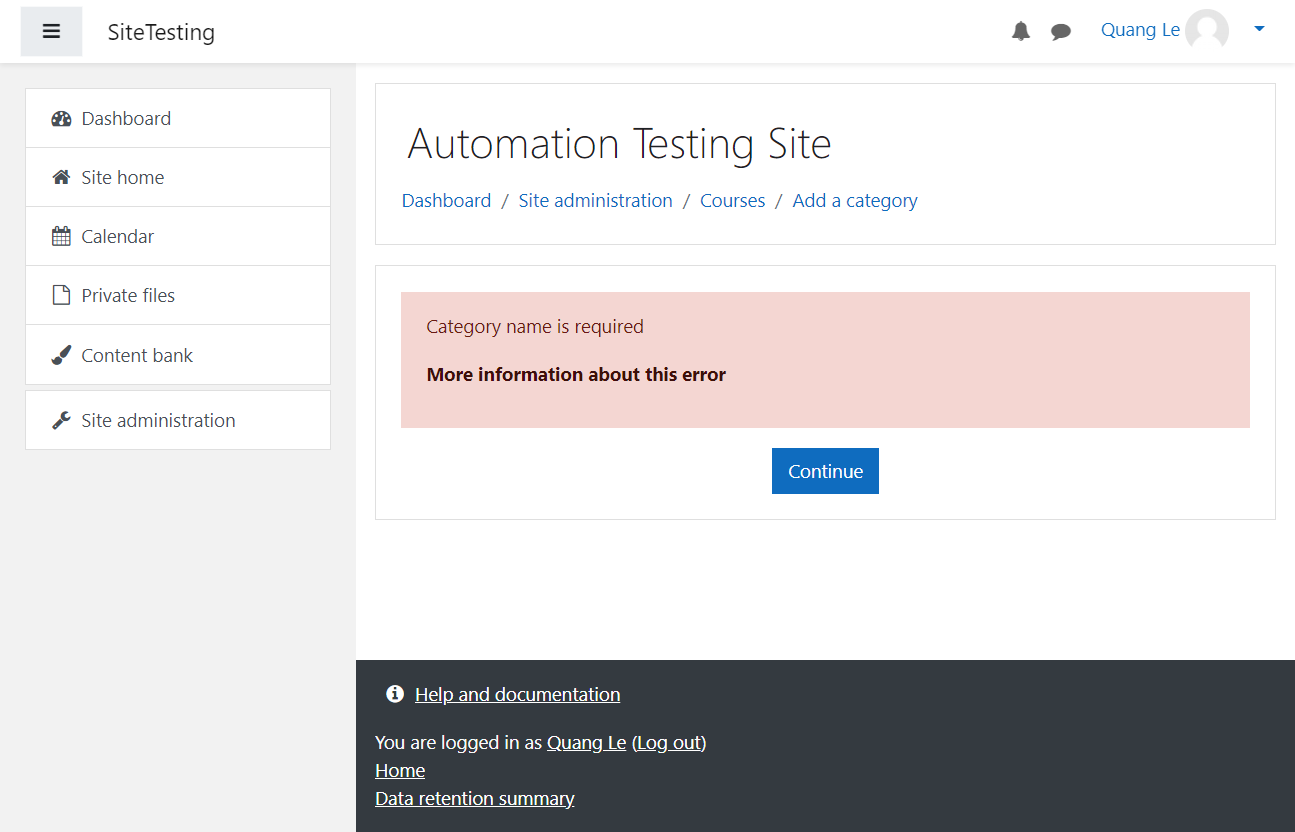 SiteTesting
Quang Le
Dashboard
Site home
Calendar
Private files
Content bank
Site administration
Automation Testing Site
Dashboard / Site administration / Courses / Add a category
Category name is required
More information about this error
Continue
Help and documentation
You are logged in as Quang Le (Log out)
Home
Data retention summary